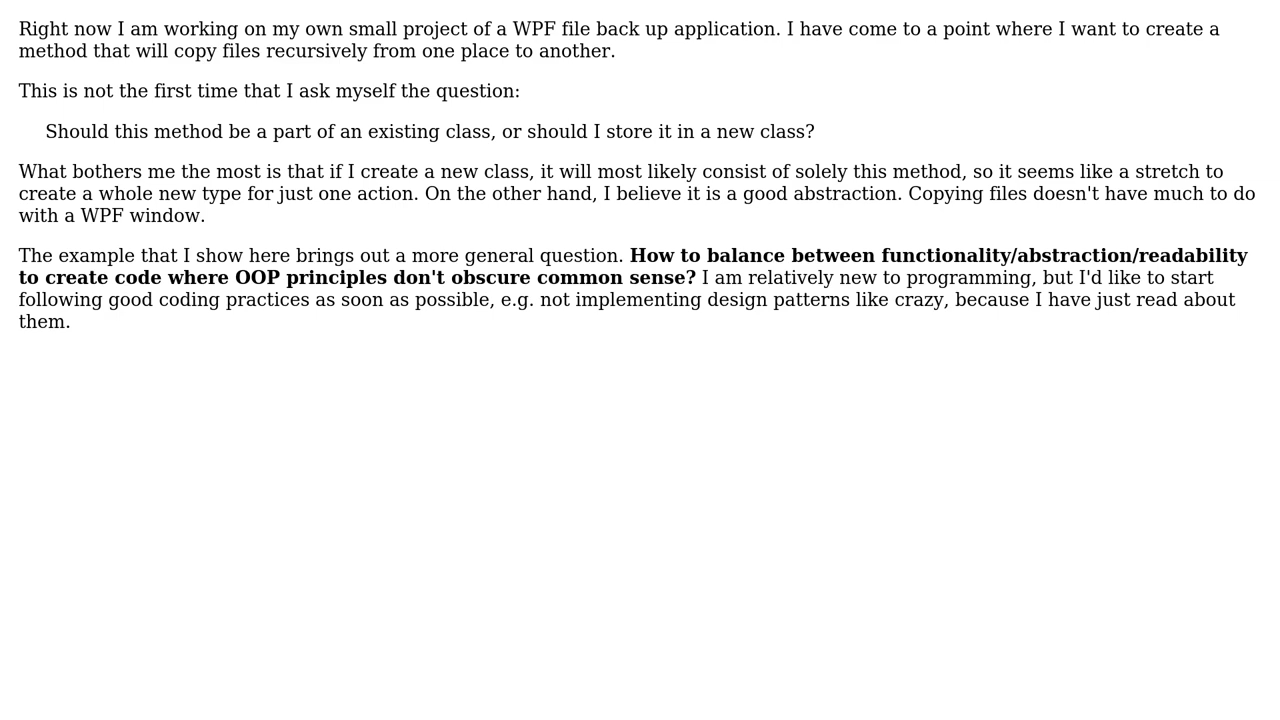 Right now I am working on my own small project of a WPF file back up application. I have come to a point where I want to create a
method that will copy files recursively from one place to another.
This is not the first time that I ask myself the question:
Should this method be a part of an existing class, or should I store it in a new class?
What bothers me the most is that if I create a new class, it will most likely consist of solely this method, so it seems like a stretch to
create a whole new type for just one action. On the other hand, I believe it is a good abstraction. Copying files doesn't have much to do
with a WPF window.
The example that I show here brings out a more general question. How to balance between functionality/abstraction/readability
to create code where OOP principles don't obscure common sense? I am relatively new to programming, but I'd like to start
following good coding practices as soon as possible, e.g. not implementing design patterns like crazy, because I have just read about
them.